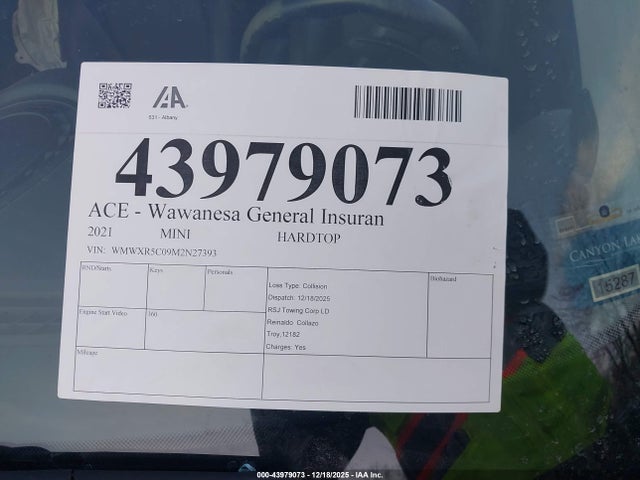 IAA
531 - Albany
43979073
ACE - Wawanesa General Insuran
2021 MINI HARDTOP
VIN: WMWXR5C09M2N27393
RND/Starts Keys Personals
Loss Type: Collision
Dispatch: 12/18/2025
RSJ Towing Corp LD
Reinaldo Collazo
Troy,12182
Charges: Yes
Biohazard
Engine Start Video 360
Mileage
CANYON
15287
000-43979073 - 12/18/2025 - IAA Inc.